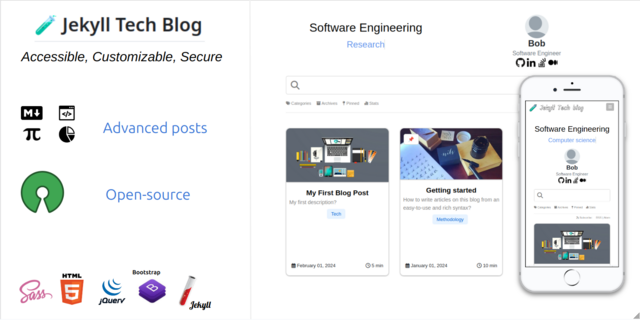 Jekyll Tech Blog
Accessible, Customizable, Secure
M
π
Advanced posts
Open-source
Sass
HTML
5
jQuery
Bootstrap
B
Jekyll
Software Engineering
Research
Bob
Software Engineer
Categories Archives Pinned Stats
My First Blog Post
My first description?
Tech
February 01, 2024 5 min
Getting started
How to write articles on this blog from an
easy-to-use and rich syntax?
Methodology
January 01, 2024 10 min
Jekyll Tech blog
Software Engineering
Computer science
Bob
Software Engineer